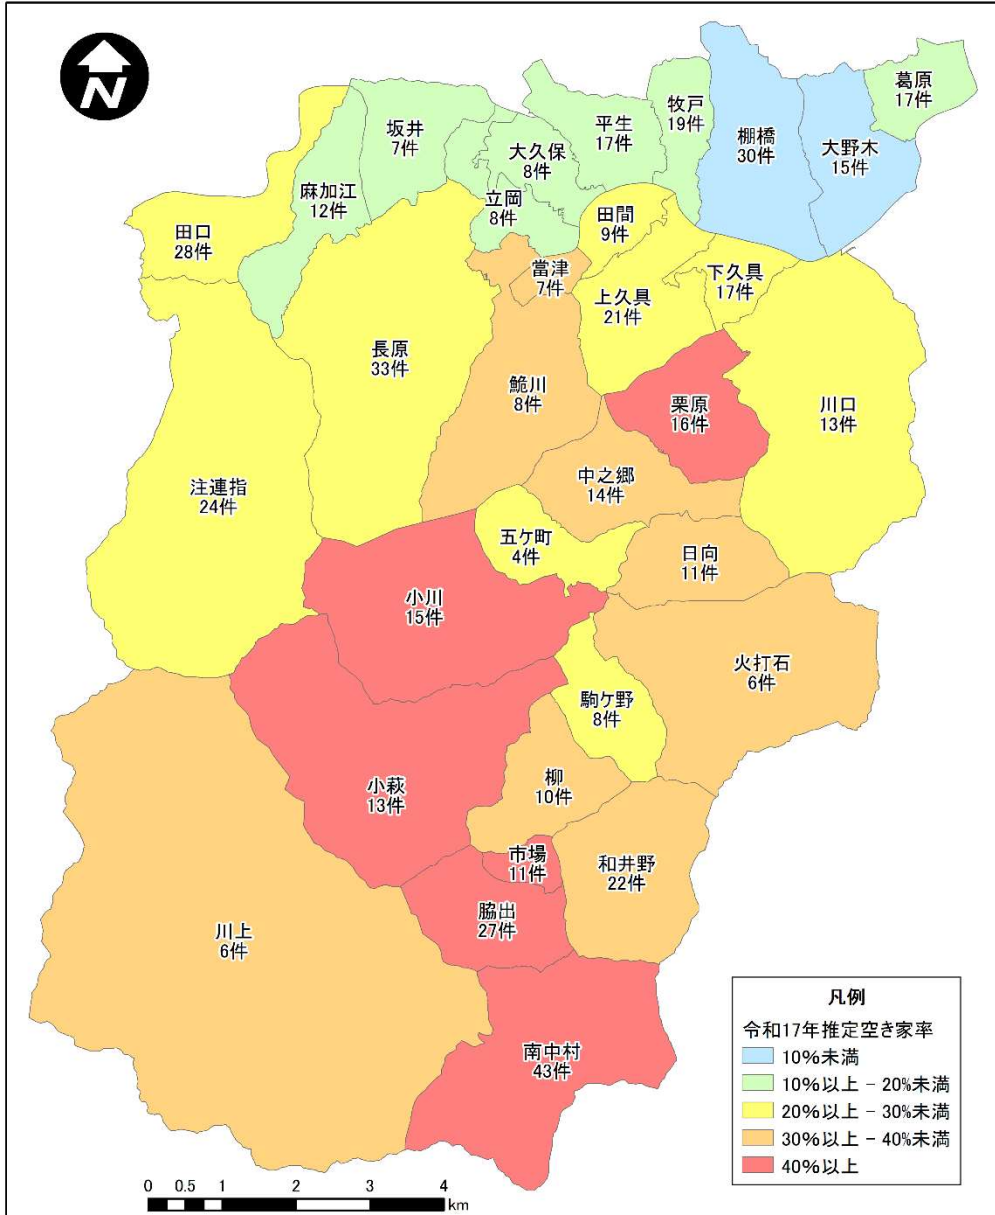 N
葛原
17件
牧戸
19件
棚橋
30件
大野木
15件
坂井
7件
平生
17件
大久保
8件
麻加江
12件
立岡
8件
田間
9件
田口
28件
當津
7件
下久具
17件
上久具
21件
長原
33件
鮠川
8件
栗原
16件
川口
13件
中之郷
14件
注連指
24件
五ケ町
4件
日向
11件
小川
15件
火打石
6件
駒ケ野
8件
小萩
13件
柳
10件
市場
11件
和井野
22件
脇出
27件
川上
6件
南中村
43件
凡例
令和17年推定空き家率
10%未満
10%以上 - 20%未満
20%以上 - 30%未満
30%以上 - 40%未満
40%以上
0 0.5 1 2 3 4
km